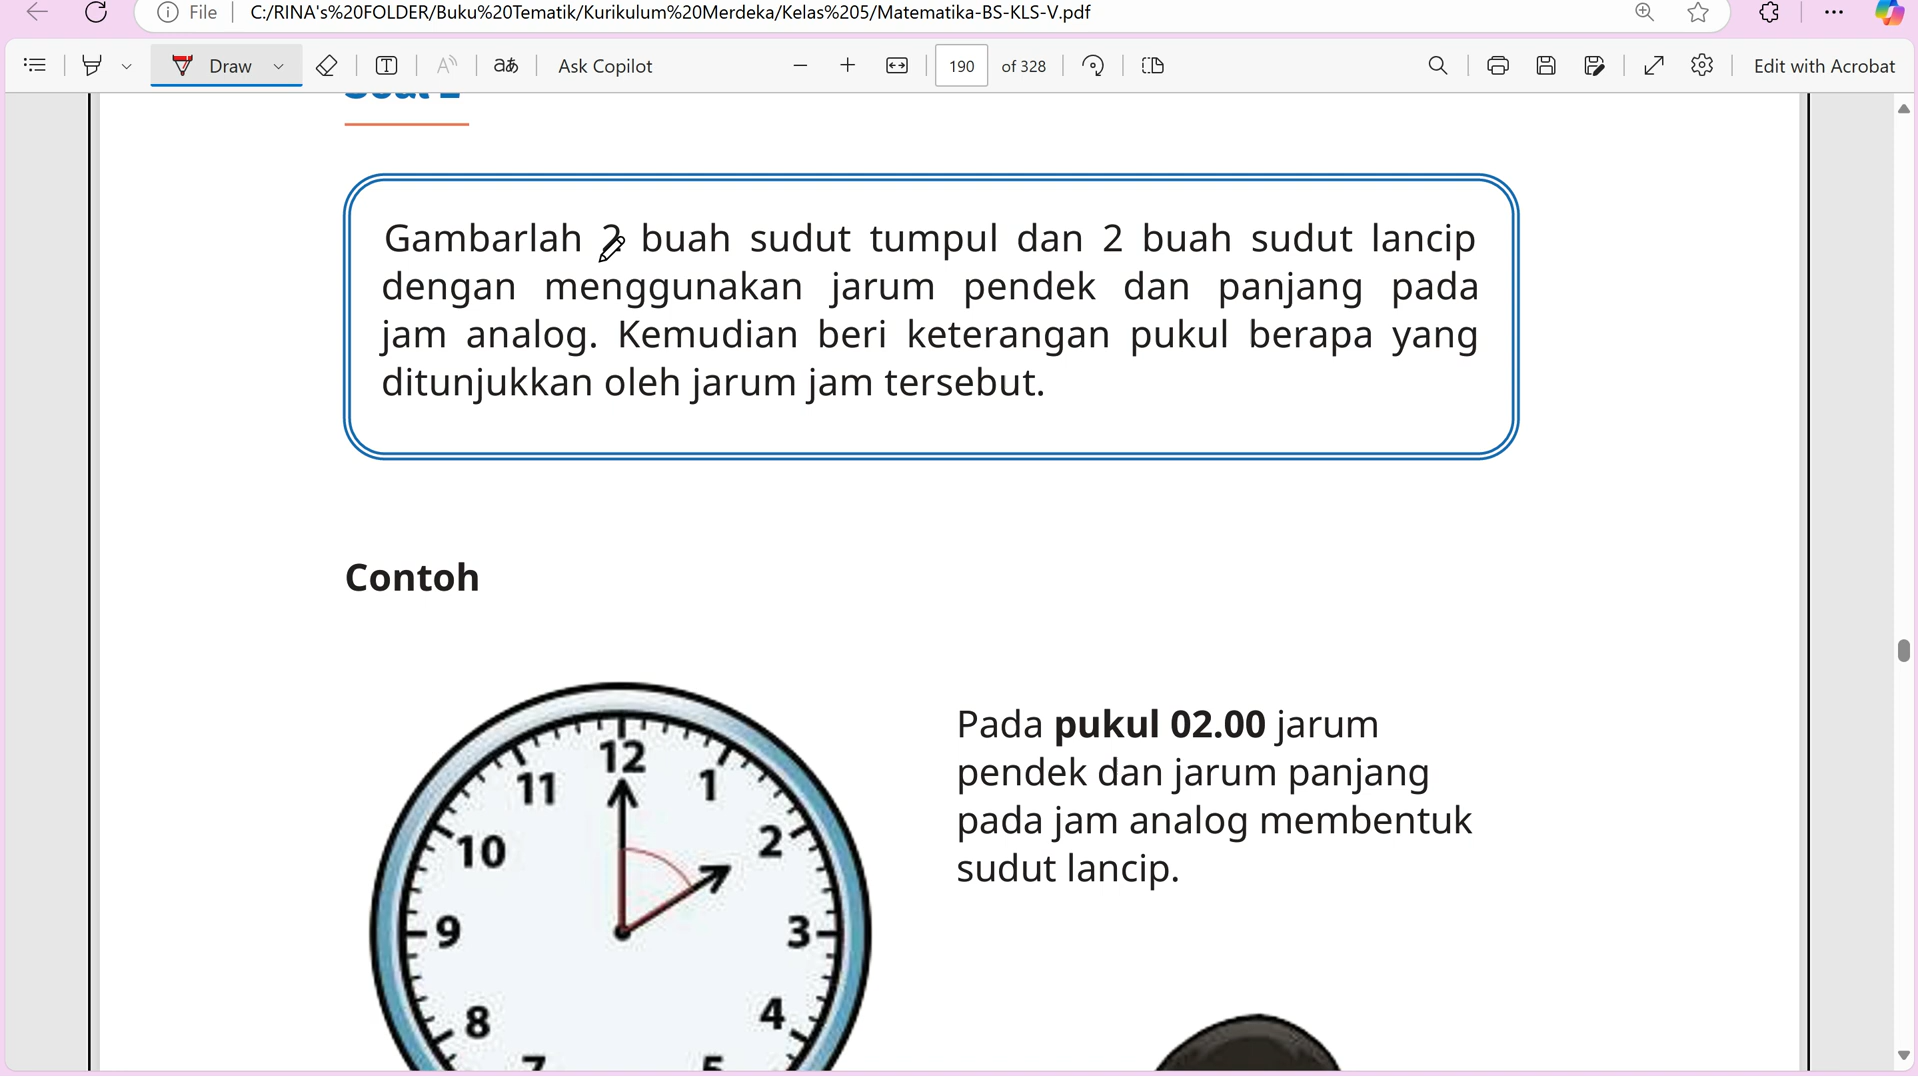 File
C:/RINA's%20FOLDER/Buku%20Tematik/Kurikulum%20Merdeka/Kelas%205/Matematika-BS-KLS-V.pdf
Draw
T
A
aあ
Ask Copilot
190
of 328
Edit with Acrobat
Gambarlah 2 buah sudut tumpul dan 2 buah sudut lancip
dengan menggunakan jarum pendek dan panjang pada
jam analog. Kemudian beri keterangan pukul berapa yang
ditunjukkan oleh jarum jam tersebut.
Contoh
12
11
1
10
2
9
3
8
4
7
5
Pada pukul 02.00 jarum
pendek dan jarum panjang
pada jam analog membentuk
sudut lancip.